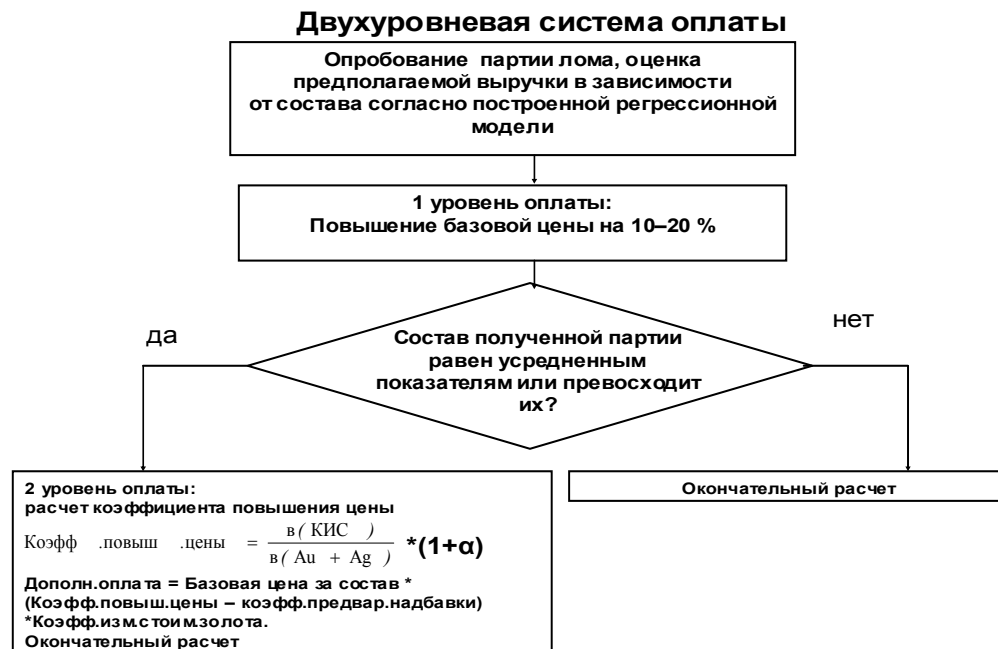 Двухуровневая система оплаты
Опробование партии лома, оценка
предполагаемой выручки в зависимости
от состава согласно построенной регрессионной
модели
1 уровень оплаты:
Повышение базовой цены на 10–20 %
да
нет
Состав полученной партии
равен усредненным
показателям или превосходит
их?
2 уровень оплаты:
расчет коэффициента повышения цены
Коэфф .повыш .цены = в( КИС ) / в( Au + Ag ) *(1+α)
Дополн.оплата = Базовая цена за состав *
(Коэфф.повыш.цены – коэфф.предвар.надбавки)
*Коэфф.изм.стоим.золота.
Окончательный расчет
Окончательный расчет